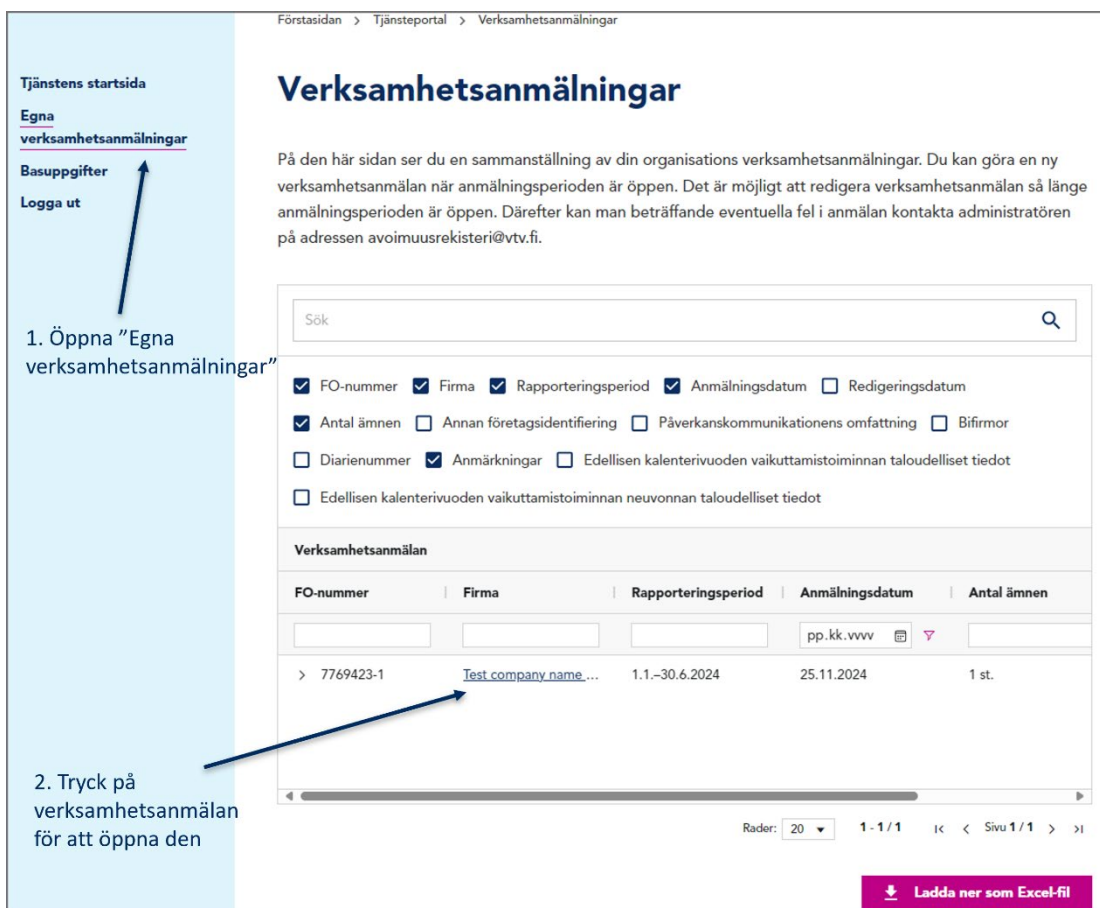 Förstasidan > Tjänsteportal > Verksamhetsanmälningar
Tjänstens startsida
Egna
verksamhetsanmälningar
Basuppgifter
Logga ut
1. Öppna ”Egna
verksamhetsanmälningar”
2. Tryck på
verksamhetsanmälan
för att öppna den
Verksamhetsanmälningar
På den här sidan ser du en sammanställning av din organisations verksamhetsanmälningar. Du kan göra en ny
verksamhetsanmälan när anmälningsperioden är öppen. Det är möjligt att redigera verksamhetsanmälan så länge
anmälningsperioden är öppen. Därefter kan man beträffande eventuella fel i anmälan kontakta administratören
på adressen avoimuusrekisteri@vtv.fi.
Sök
FO-nummer Firma Rapporteringsperiod Anmälningsdatum Redigeringsdatum
Antal ämnen Annan företagsidentifiering Påverkanskommunikationens omfattning Bifirmor
Diarienummer Anmärkningar Edellisen kalenterivuoden vaikuttamistoiminnan taloudelliset tiedot
Edellisen kalenterivuoden vaikuttamistoiminnan neuvonnan taloudelliset tiedot
Verksamhetsanmälan
FO-nummer Firma Rapporteringsperiod Anmälningsdatum Antal ämnen
pp.kk.vvvv
> 7769423-1 Test company name ... 1.1.–30.6.2024 25.11.2024 1 st.
Rader: 20 1 - 1 / 1 Sivu 1 / 1
Ladda ner som Excel-fil